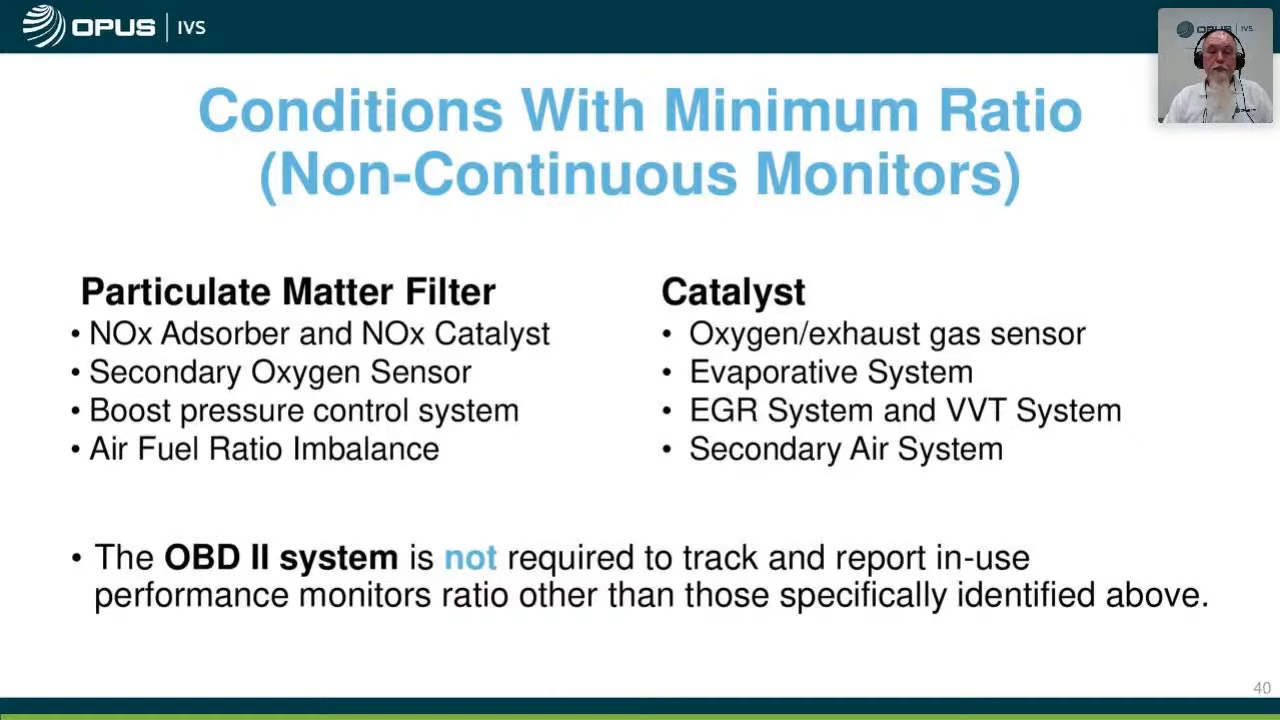 OPUS IVS
OPUS IVS
Conditions With Minimum Ratio
(Non-Continuous Monitors)
Particulate Matter Filter
• NOx Adsorber and NOx Catalyst
• Secondary Oxygen Sensor
• Boost pressure control system
• Air Fuel Ratio Imbalance
Catalyst
• Oxygen/exhaust gas sensor
• Evaporative System
• EGR System and VVT System
• Secondary Air System
• The OBD II system is not required to track and report in-use
performance monitors ratio other than those specifically identified above.
40